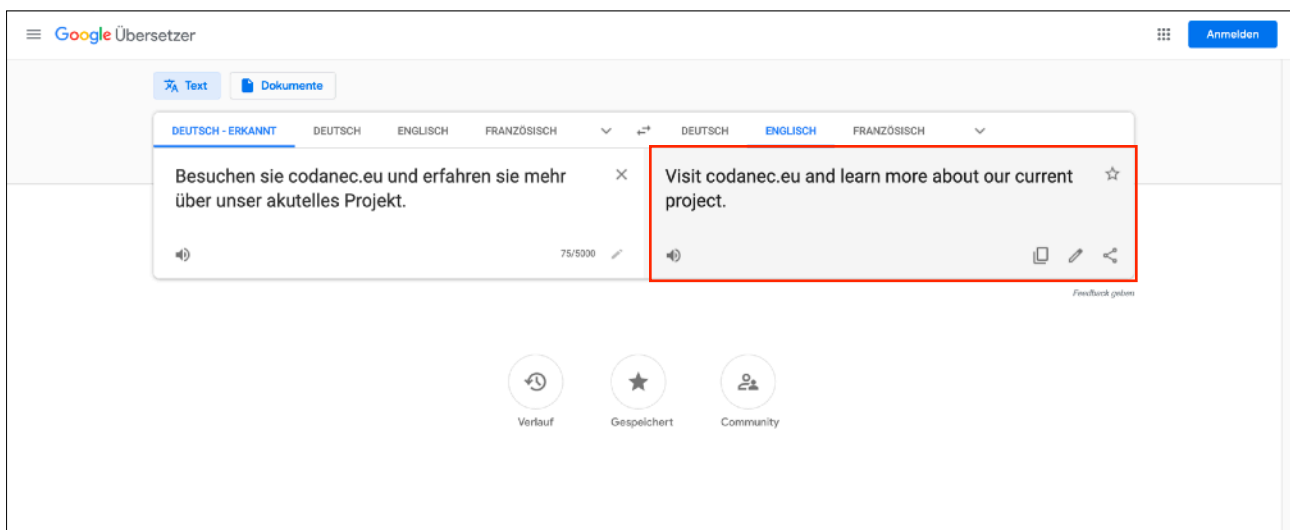 Google Übersetzer
Anmelden
Text
Dokumente
DEUTSCH - ERKANNT DEUTSCH ENGLISCH FRANZÖSISCH DEUTSCH ENGLISCH FRANZÖSISCH
Besuchen sie codanec.eu und erfahren sie mehr
über unser akutelles Projekt.
75/5000
Visit codanec.eu and learn more about our current
project.
Feedback geben
Verlauf
Gespeichert
Community